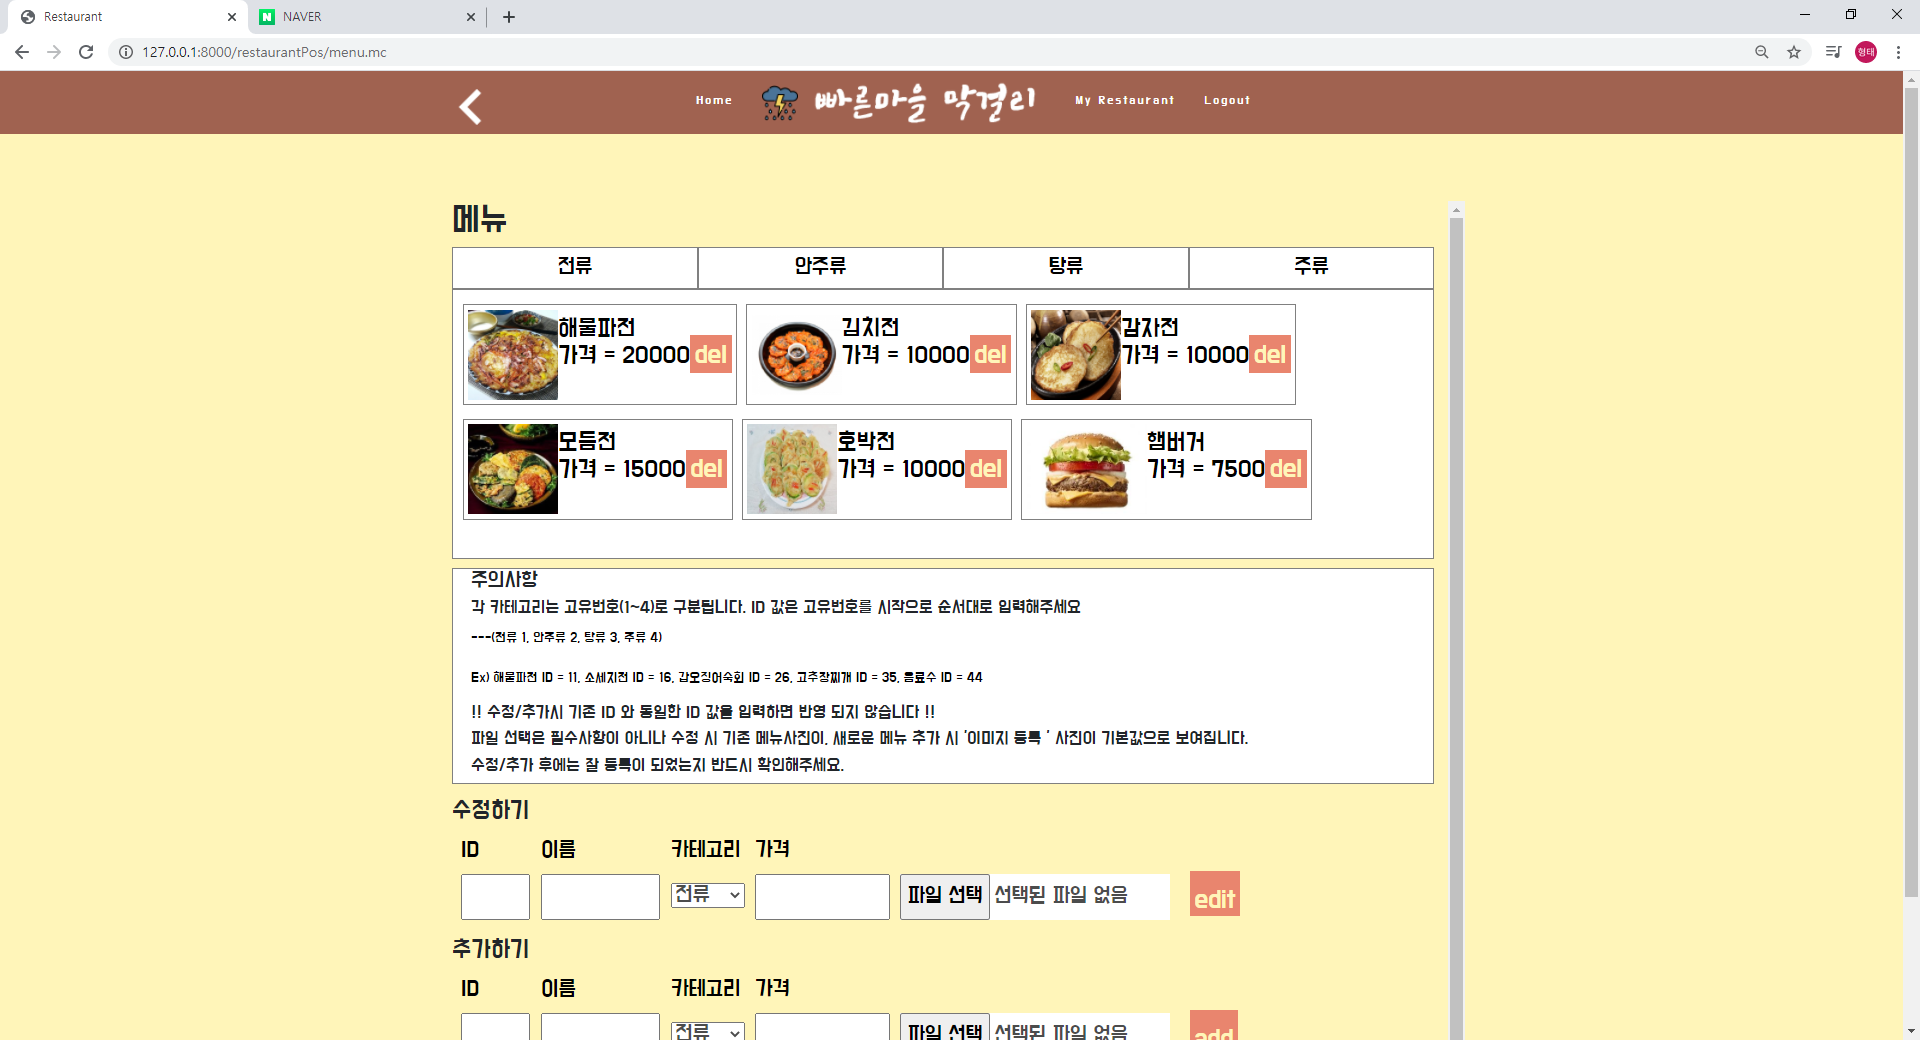 Restaurant
NAVER
127.0.0.1:8000/restaurantPos/menu.mc
형태
Home
빠른마을 막걸리
My Restaurant
Logout
메뉴
전류
안주류
탕류
주류
해물파전
가격 = 20000
del
김치전
가격 = 10000
del
감자전
가격 = 10000
del
모듬전
가격 = 15000
del
호박전
가격 = 10000
del
햄버거
가격 = 7500
del
주의사항
각 카테고리는 고유번호(1~4)로 구분됩니다. ID 값은 고유번호를 시작으로 순서대로 입력해주세요
---(전류 1, 안주류 2, 탕류 3, 주류 4)
Ex) 해물파전 ID = 11, 소세지전 ID = 16, 갑오징어숙회 ID = 26, 고추장찌개 ID = 35, 음료수 ID = 44
!! 수정/추가시 기존 ID 와 동일한 ID 값을 입력하면 반영 되지 않습니다 !!
파일 선택은 필수사항이 아니나 수정 시 기존 메뉴사진이, 새로운 메뉴 추가 시 '이미지 등록 ' 사진이 기본값으로 보여집니다.
수정/추가 후에는 잘 등록이 되었는지 반드시 확인해주세요.
수정하기
ID 이름 카테고리 가격
전류 파일 선택 선택된 파일 없음 edit
추가하기
ID 이름 카테고리 가격
전류 파일 선택 선택된 파일 없음 add